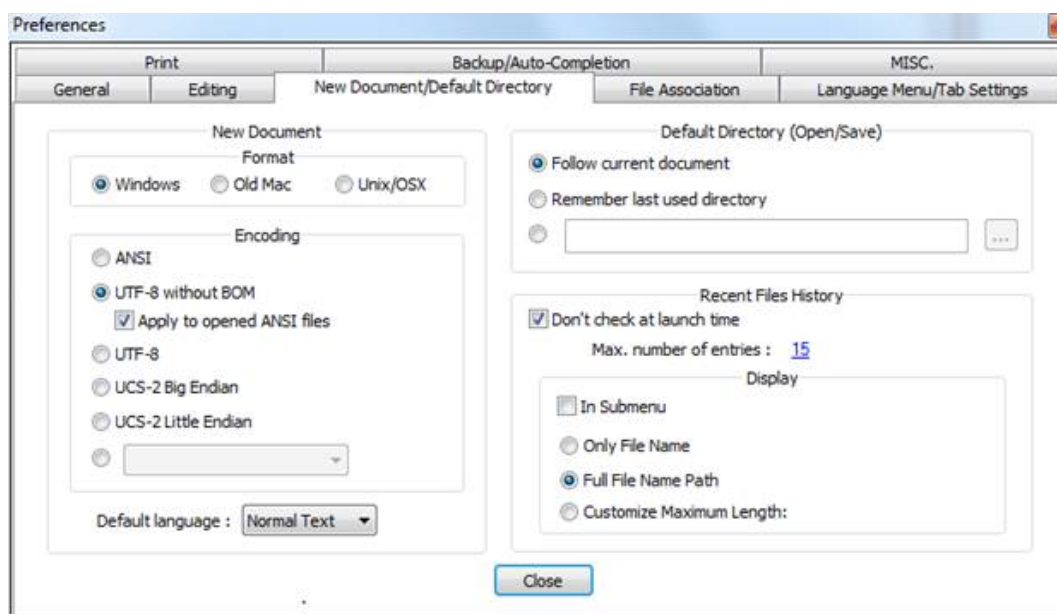 Preferences
Print Backup/Auto-Completion MISC.
General Editing New Document/Default Directory File Association Language Menu/Tab Settings
New Document
Format
Windows Old Mac Unix/OSX
Encoding
ANSI
UTF-8 without BOM
Apply to opened ANSI files
UTF-8
UCS-2 Big Endian
UCS-2 Little Endian
Default language : Normal Text
Default Directory (Open/Save)
Follow current document
Remember last used directory
...
Recent Files History
Don't check at launch time
Max. number of entries : 15
Display
In Submenu
Only File Name
Full File Name Path
Customize Maximum Length:
Close